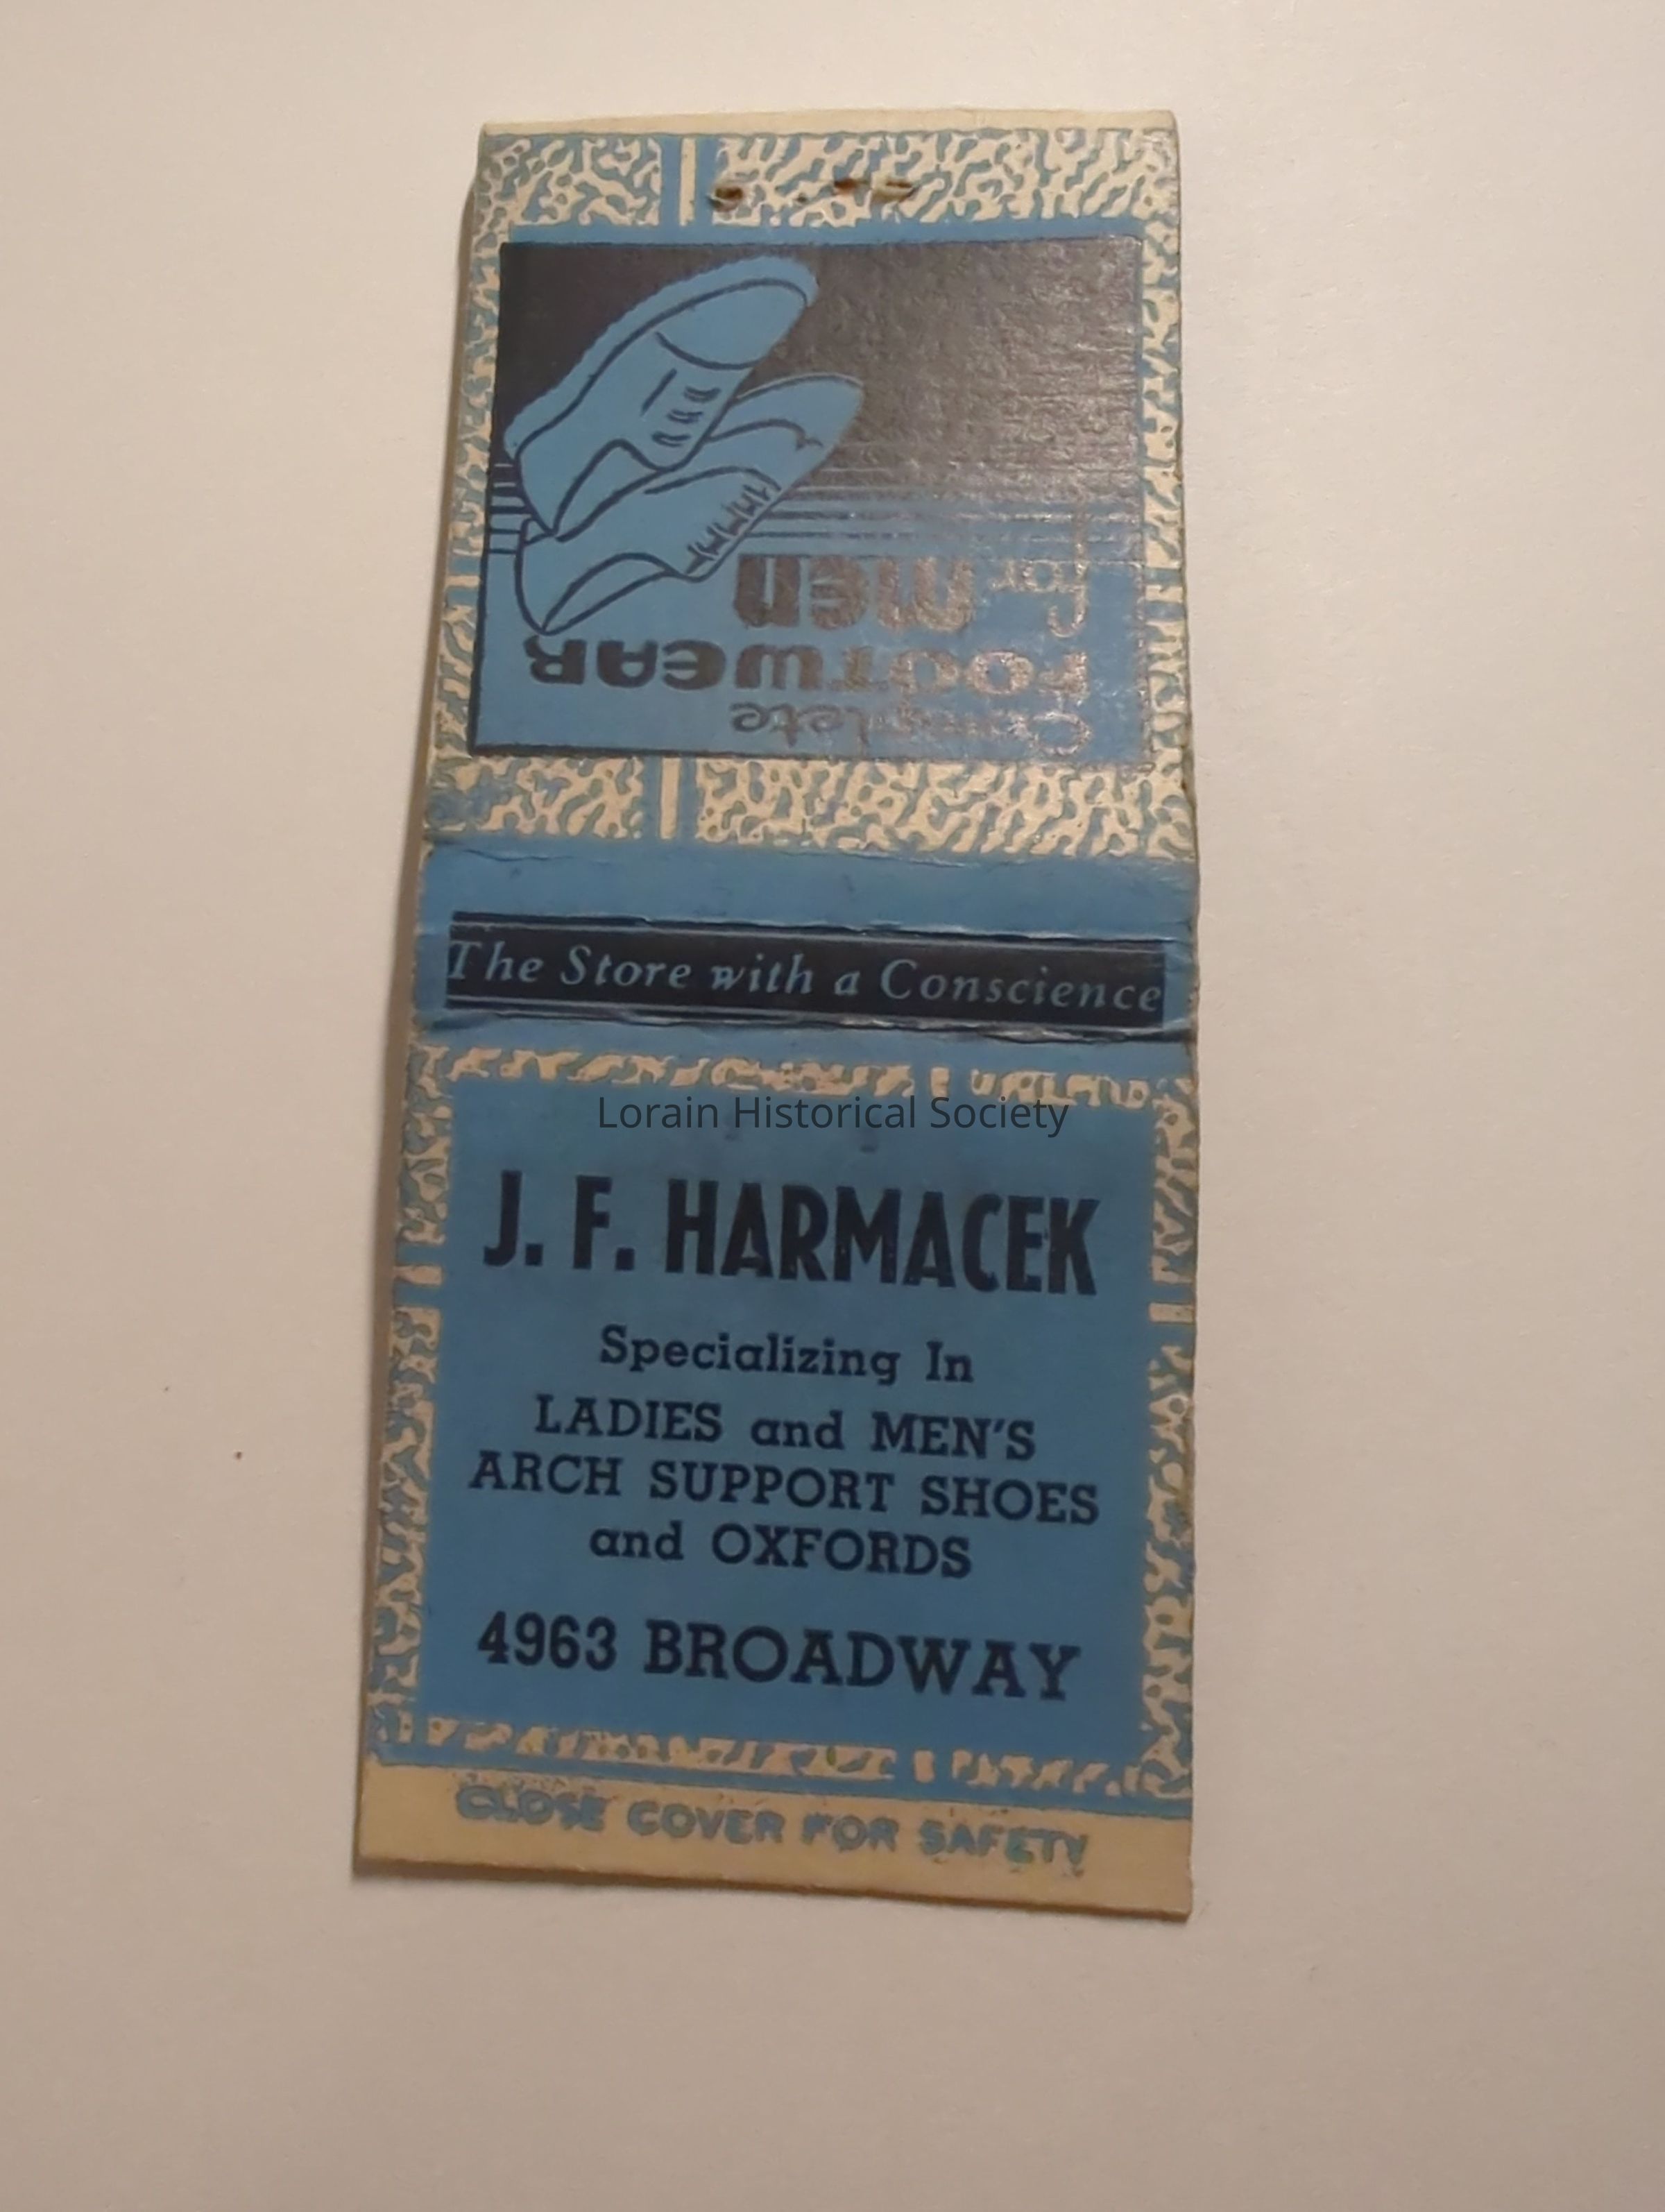 Complete
FOOTWEAR
for MEN
The Store with a Conscience
Lorain Historical Society
J. F. HARMACEK
Specializing In
LADIES and MEN'S
ARCH SUPPORT SHOES
and OXFORDS
4963 BROADWAY
CLOSE COVER FOR SAFETY